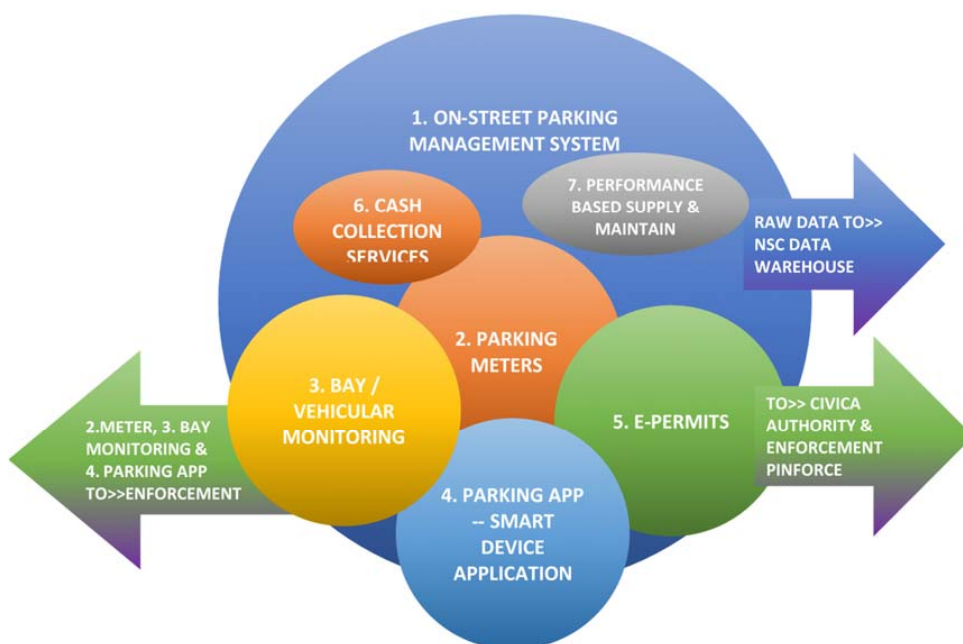 1. ON-STREET PARKING
MANAGEMENT SYSTEM
6. CASH
COLLECTION
SERVICES
7. PERFORMANCE
BASED SUPPLY &
MAINTAIN
RAW DATA TO>>
NSC DATA
WAREHOUSE
2. PARKING
METERS
3. BAY /
VEHICULAR
MONITORING
5. E-PERMITS
TO>> CIVICA
AUTHORITY &
ENFORCEMENT
PINFORCE
2.METER, 3. BAY
MONITORING &
4. PARKING APP
TO>>ENFORCEMENT
4. PARKING APP
-- SMART
DEVICE
APPLICATION